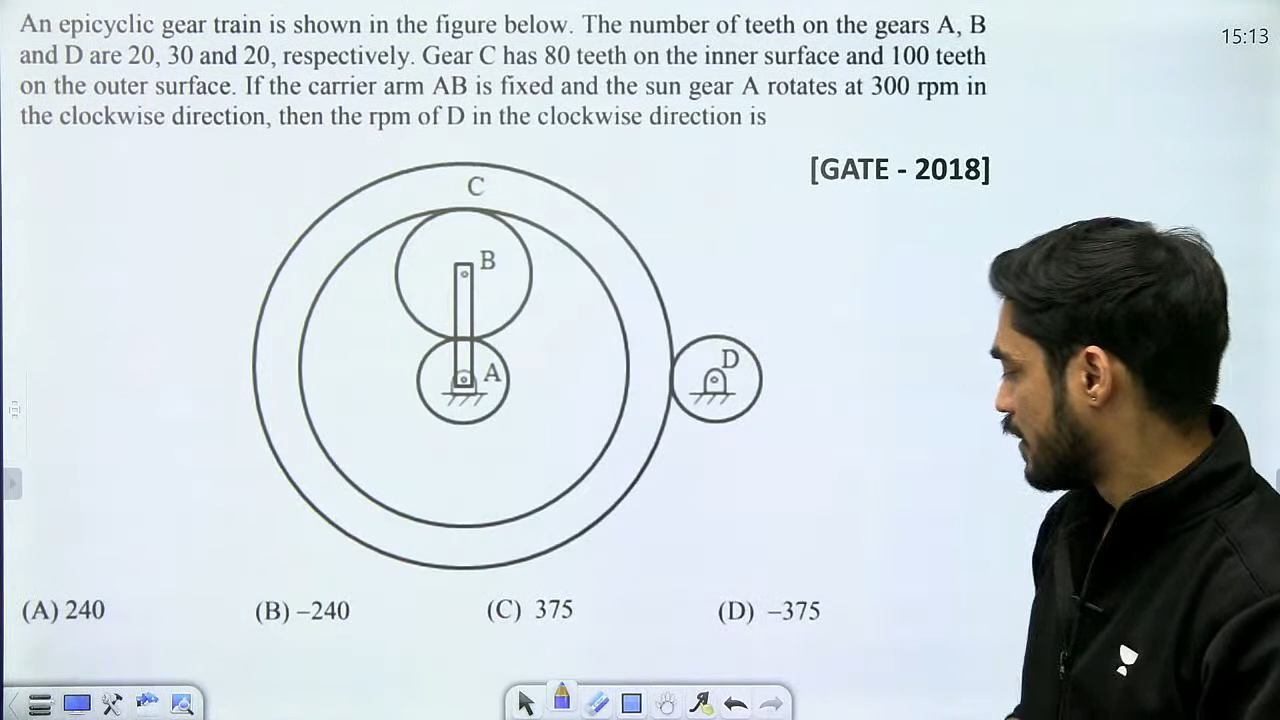 An epicyclic gear train is shown in the figure below. The number of teeth on the gears A, B
and D are 20, 30 and 20, respectively. Gear C has 80 teeth on the inner surface and 100 teeth
on the outer surface. If the carrier arm AB is fixed and the sun gear A rotates at 300 rpm in
the clockwise direction, then the rpm of D in the clockwise direction is
15:13
[GATE - 2018]
C
B
A
D
(A) 240 (B) –240 (C) 375 (D) –375